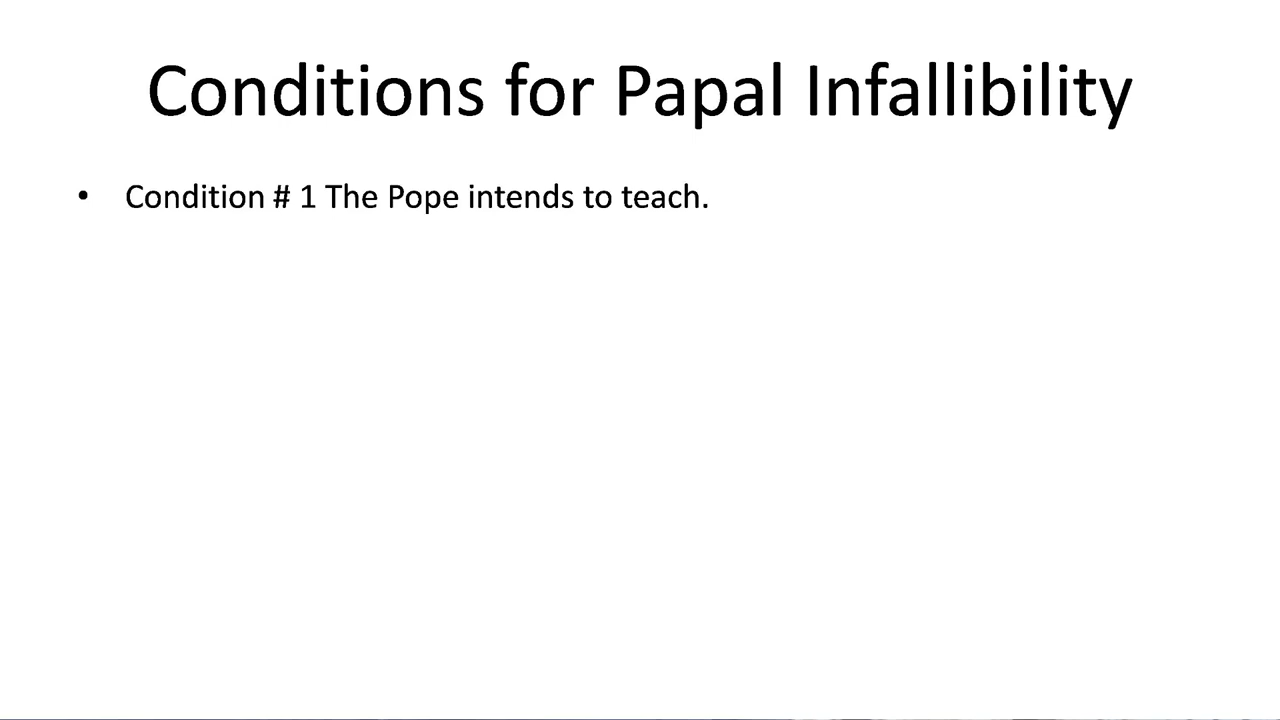 Conditions for Papal Infallibility
• Condition # 1 The Pope intends to teach.